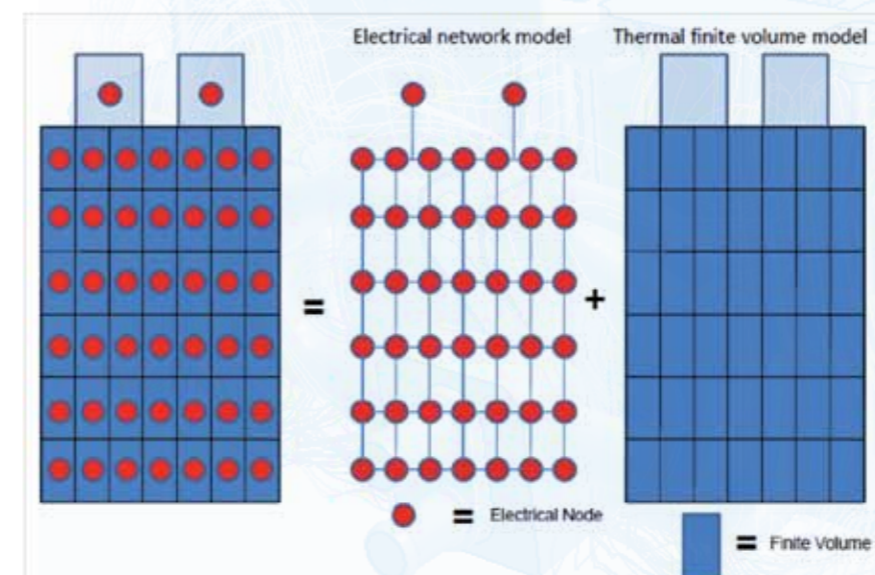 Electrical network model
Thermal finite volume model
=
+
= Electrical Node
= Finite Volume